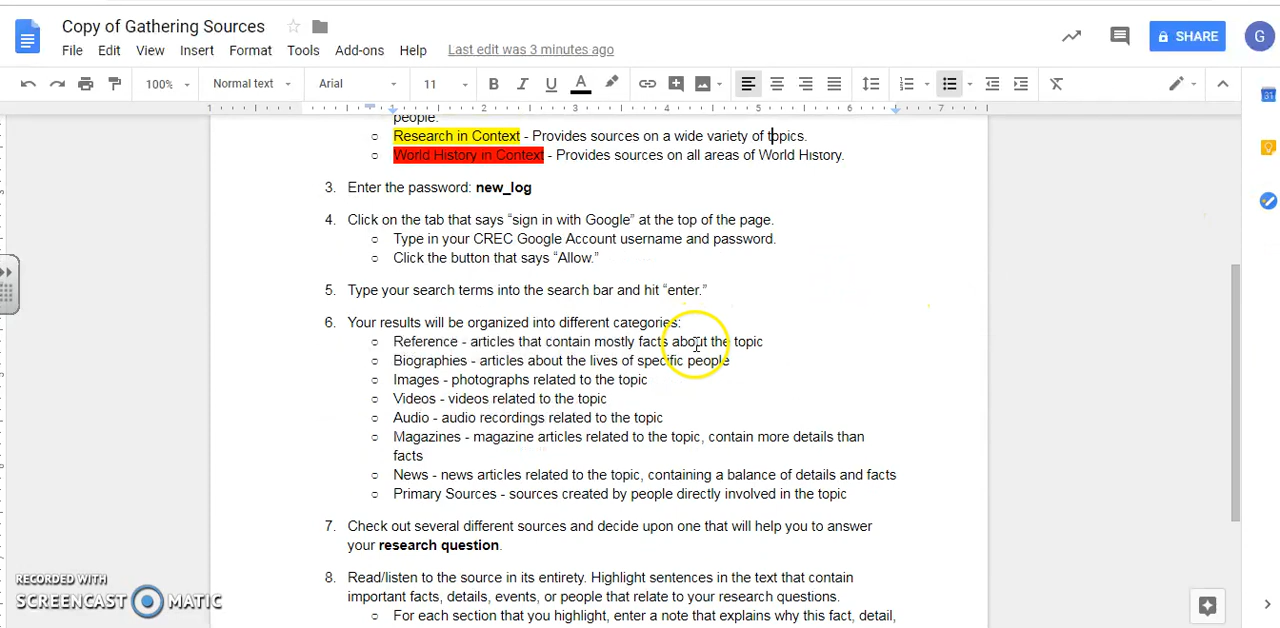 Copy of Gathering Sources
File Edit View Insert Format Tools Add-ons Help Last edit was 3 minutes ago
SHARE
G
100% Normal text Arial 11 B I U A
31
1 1 2 3 4 5 6 7
people.
○ Research in Context - Provides sources on a wide variety of topics.
○ World History in Context - Provides sources on all areas of World History.
3. Enter the password: new_log
4. Click on the tab that says “sign in with Google” at the top of the page.
○ Type in your CREC Google Account username and password.
○ Click the button that says “Allow.”
5. Type your search terms into the search bar and hit “enter.”
6. Your results will be organized into different categories:
○ Reference - articles that contain mostly facts about the topic
○ Biographies - articles about the lives of specific people
○ Images - photographs related to the topic
○ Videos - videos related to the topic
○ Audio - audio recordings related to the topic
○ Magazines - magazine articles related to the topic, contain more details than
facts
○ News - news articles related to the topic, containing a balance of details and facts
○ Primary Sources - sources created by people directly involved in the topic
7. Check out several different sources and decide upon one that will help you to answer
your research question.
8. Read/listen to the source in its entirety. Highlight sentences in the text that contain
important facts, details, events, or people that relate to your research questions.
○ For each section that you highlight, enter a note that explains why this fact, detail,
RECORDED WITH
SCREENCAST MATIC